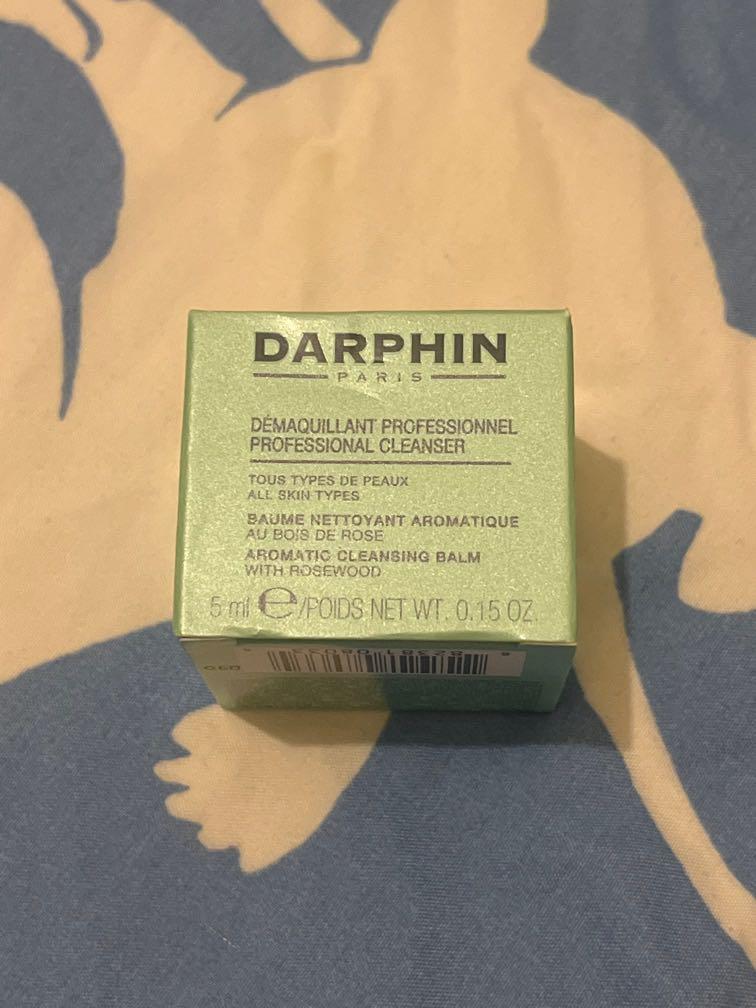 DARPHIN
PARIS
DÉMAQUILLANT PROFESSIONNEL
PROFESSIONAL CLEANSER
TOUS TYPES DE PEAUX
ALL SKIN TYPES
BAUME NETTOYANT AROMATIQUE
AU BOIS DE ROSE
AROMATIC CLEANSING BALM
WITH ROSEWOOD
5 ml ℮/POIDS NET WT. 0.15 OZ.